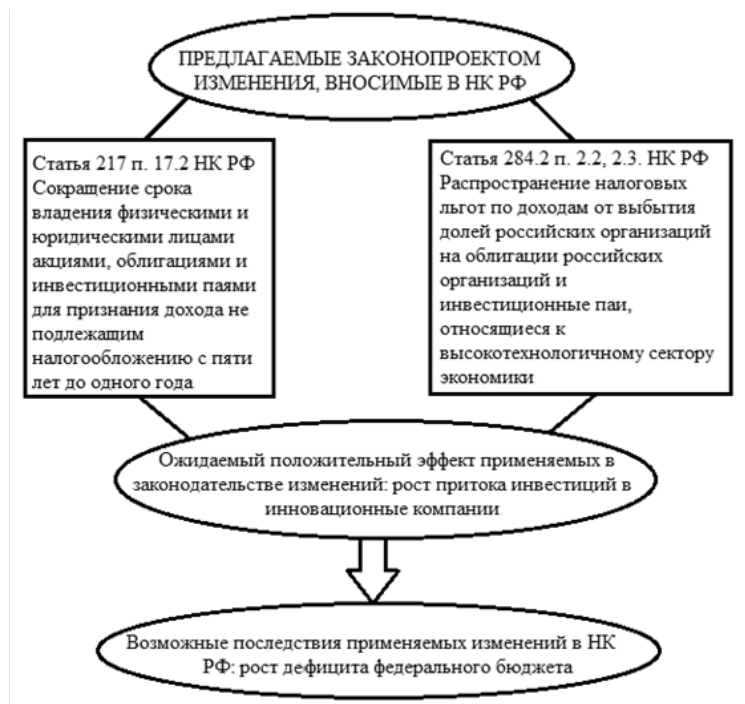 ПРЕДЛАГАЕМЫЕ ЗАКОНОПРОЕКТОМ
ИЗМЕНЕНИЯ, ВНОСИМЫЕ В НК РФ
Статья 217 п. 17.2 НК РФ
Сокращение срока
владения физическими и
юридическими лицами
акциями, облигациями и
инвестиционными паями
для признания дохода не
подлежащим
налогообложению с пяти
лет до одного года
Статья 284.2 п. 2.2, 2.3. НК РФ
Распространение налоговых
льгот по доходам от выбытия
долей российских организаций
на облигации российских
организаций и
инвестиционные паи,
относящиеся к
высокотехнологичному сектору
экономики
Ожидаемый положительный эффект применяемых в
законодательстве изменений: рост притока инвестиций в
инновационные компании
Возможные последствия применяемых изменений в НК
РФ: рост дефицита федерального бюджета